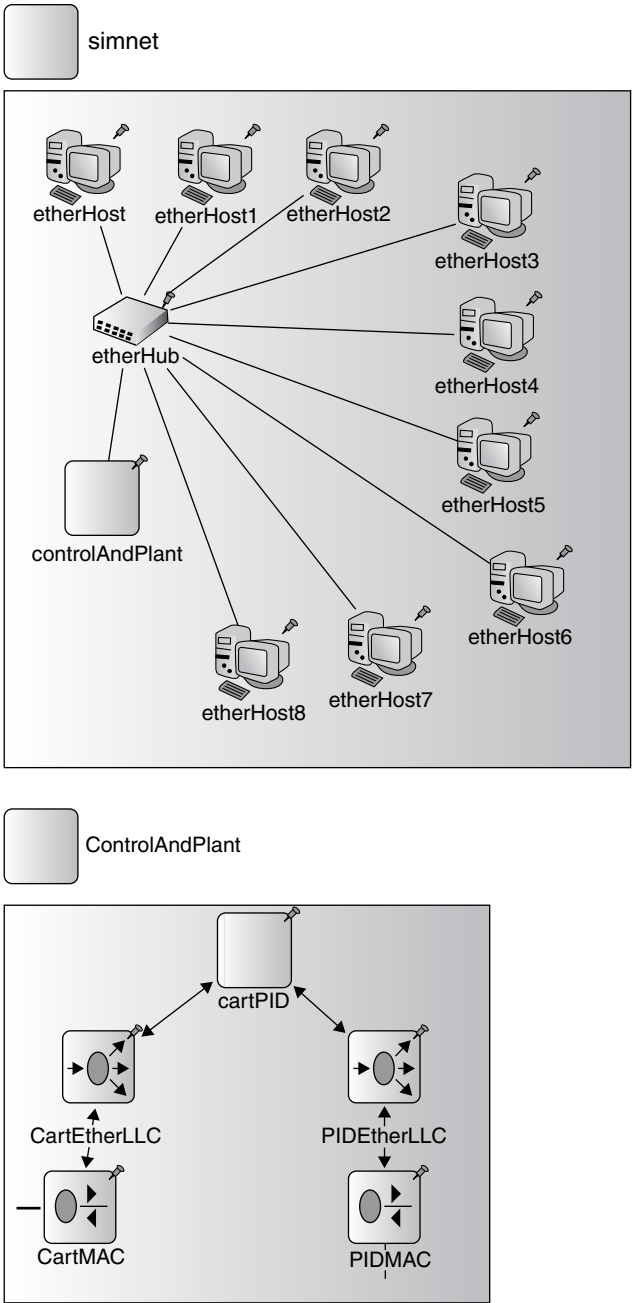 simnet
etherHost
etherHost1
etherHost2
etherHost3
etherHub
etherHost4
etherHost5
controlAndPlant
etherHost6
etherHost7
etherHost8
ControlAndPlant
cartPID
CartEtherLLC
PIDEtherLLC
CartMAC
PIDMAC